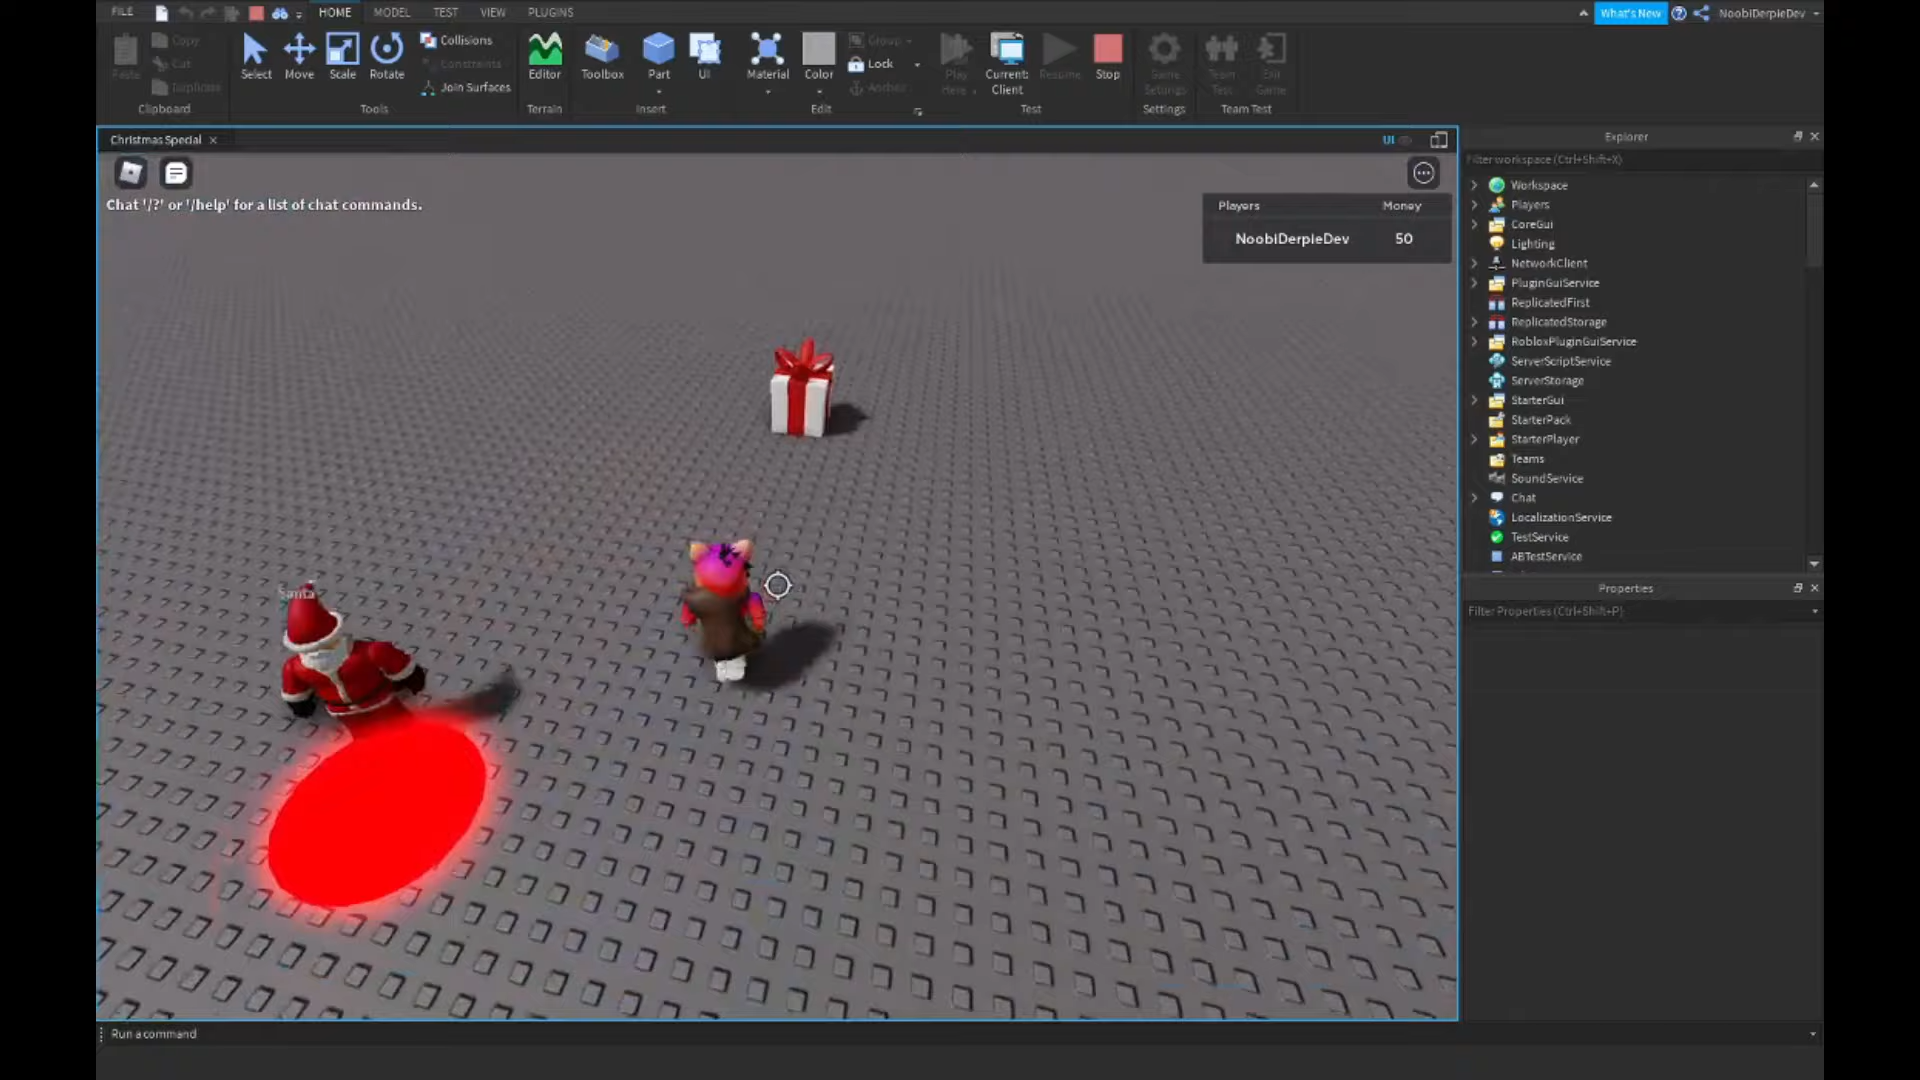 FILE HOME MODEL TEST VIEW PLUGINS What's New NoobiDerpieDev
Paste Copy Cut Duplicate
Clipboard
Select Move Scale Rotate
Collisions
Constraints
Join Surfaces
Tools
Editor
Terrain
Toolbox Part UI
Insert
Material Color
Group
Lock
Anchor
Edit
Play Here Current: Client Resume Stop
Test
Game Settings
Settings
Team Test Exit Game
Team Test
Christmas Special
UI
Chat '/?' or '/help' for a list of chat commands.
Players Money
NoobiDerpieDev 50
Santa
Explorer
Filter workspace (Ctrl+Shift+X)
Workspace
Players
CoreGui
Lighting
NetworkClient
PluginGuiService
ReplicatedFirst
ReplicatedStorage
RobloxPluginGuiService
ServerScriptService
ServerStorage
StarterGui
StarterPack
StarterPlayer
Teams
SoundService
Chat
LocalizationService
TestService
ABTestService
Properties
Filter Properties (Ctrl+Shift+P)
Run a command